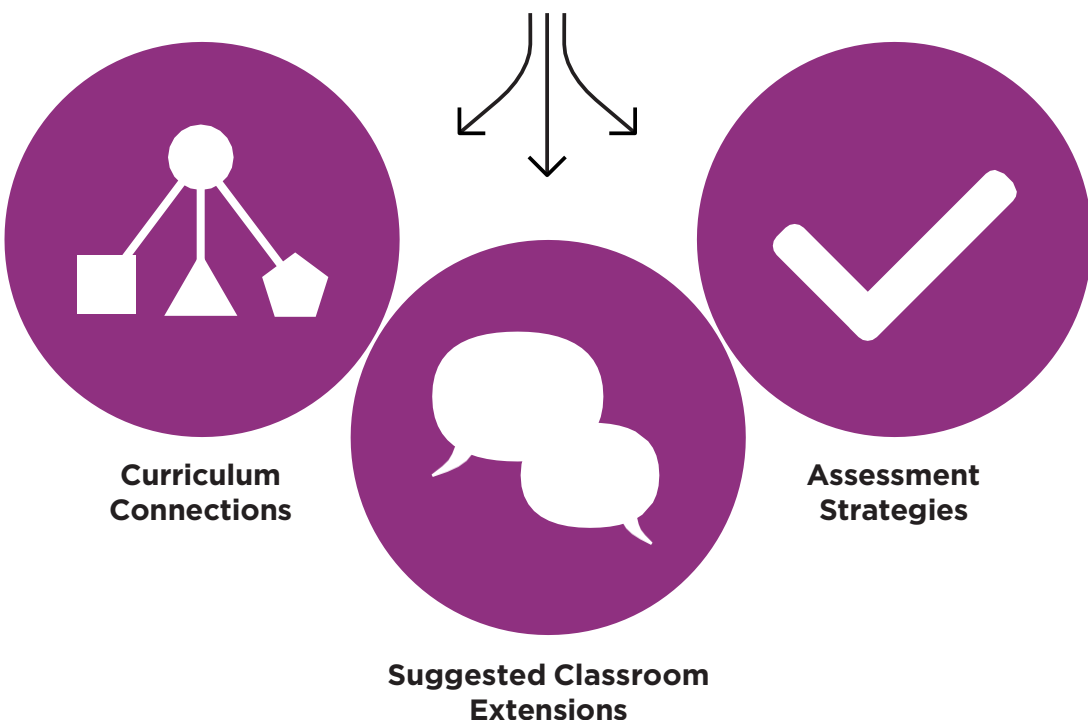 Curriculum
Connections
Assessment
Strategies
Suggested Classroom
Extensions